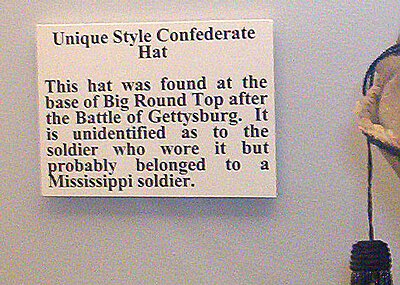 Unique Style Confederate
Hat
This hat was found at the
base of Big Round Top after
the Battle of Gettysburg. It
is unidentified as to the
soldier who wore it but
probably belonged to a
Mississippi soldier.